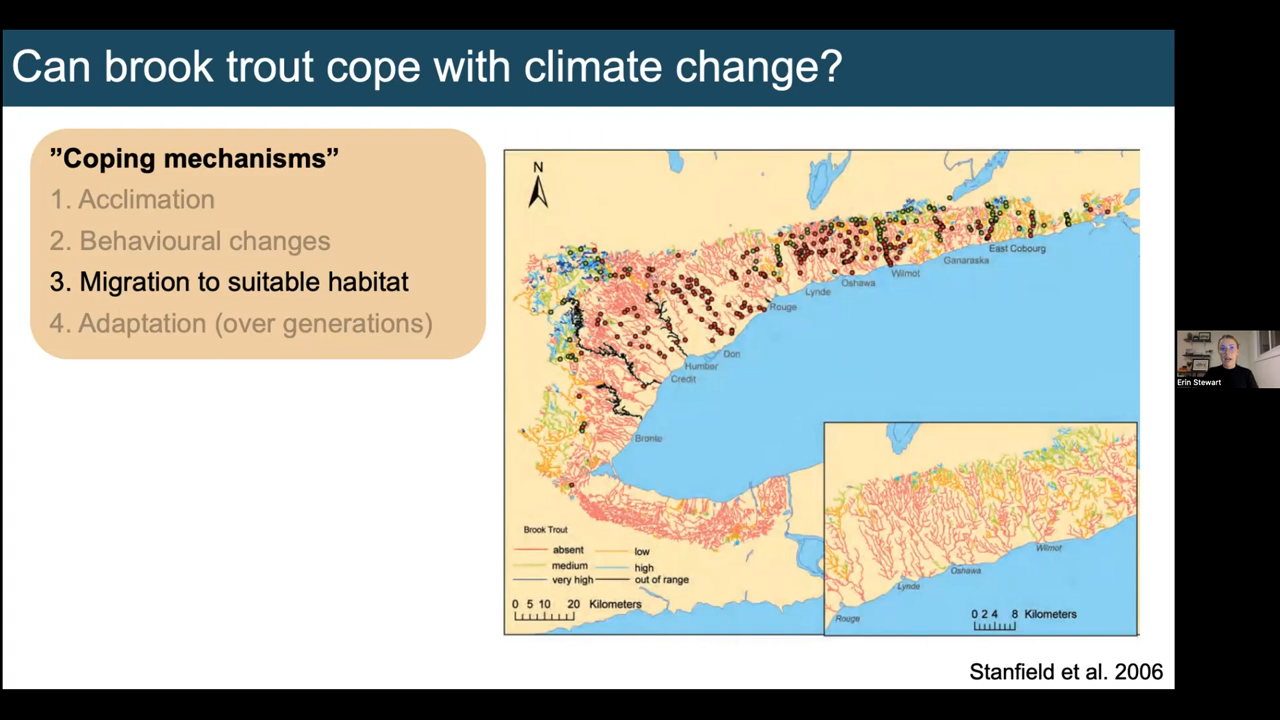 Can brook trout cope with climate change?
”Coping mechanisms”
1. Acclimation
2. Behavioural changes
3. Migration to suitable habitat
4. Adaptation (over generations)
N
East Cobourg
Ganaraska
Wilmot
Oshawa
Lynde
Rouge
Don
Humber
Credit
Bronte
Brook Trout
absent
low
medium
high
very high
out of range
0 5 10 20 Kilometers
Wilmot
Oshawa
Lynde
Rouge
0 2 4 8 Kilometers
Stanfield et al. 2006
Erin Stewart